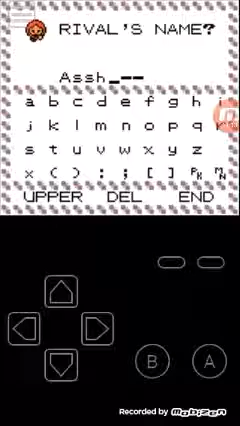 RIVAL'S NAME?
Assh
a b c d e f g h i
j k l m n o p q r
s t u v w x y z
× ( ) : ; [ ] PK MN
UPPER DEL END
B A
Recorded by Mobizen